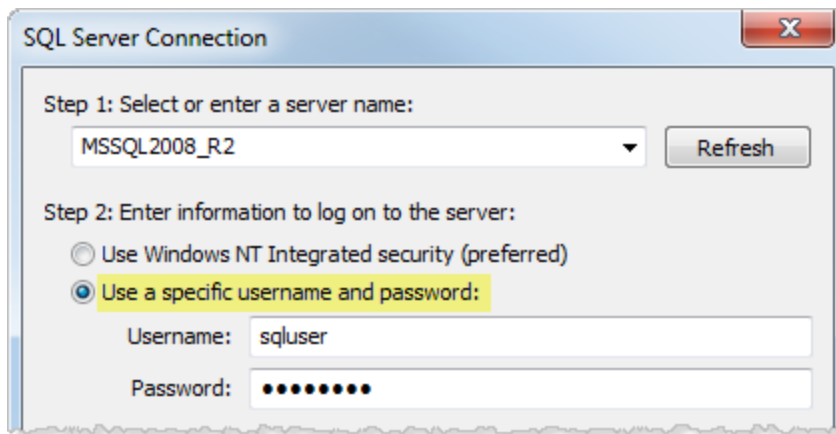 SQL Server Connection
Step 1: Select or enter a server name:
MSSQL2008_R2
Refresh
Step 2: Enter information to log on to the server:
Use Windows NT Integrated security (preferred)
Use a specific username and password:
Username: sqluser
Password: ●●●●●●●●